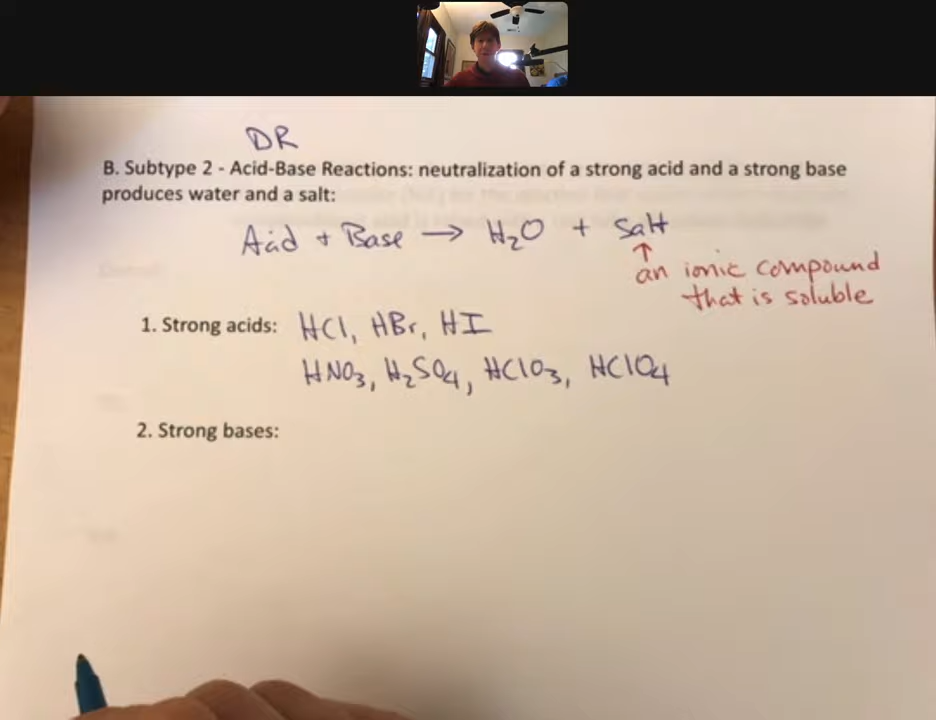 DR
B. Subtype 2 - Acid-Base Reactions: neutralization of a strong acid and a strong base
produces water and a salt:
Acid + Base → H₂O + Salt
↑
an ionic compound
that is soluble
1. Strong acids: HCl, HBr, HI
HNO₃, H₂SO₄, HClO₃, HClO₄
2. Strong bases: